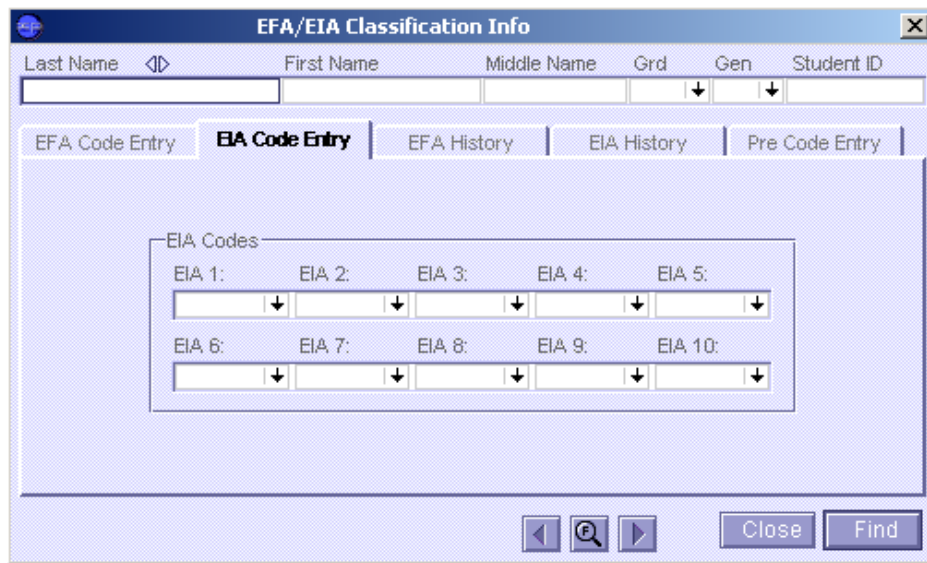 EFA/EIA Classification Info
Last Name First Name Middle Name Grd Gen Student ID
EFA Code Entry EIA Code Entry EFA History EIA History Pre Code Entry
EIA Codes
EIA 1: EIA 2: EIA 3: EIA 4: EIA 5:
EIA 6: EIA 7: EIA 8: EIA 9: EIA 10:
F Close Find